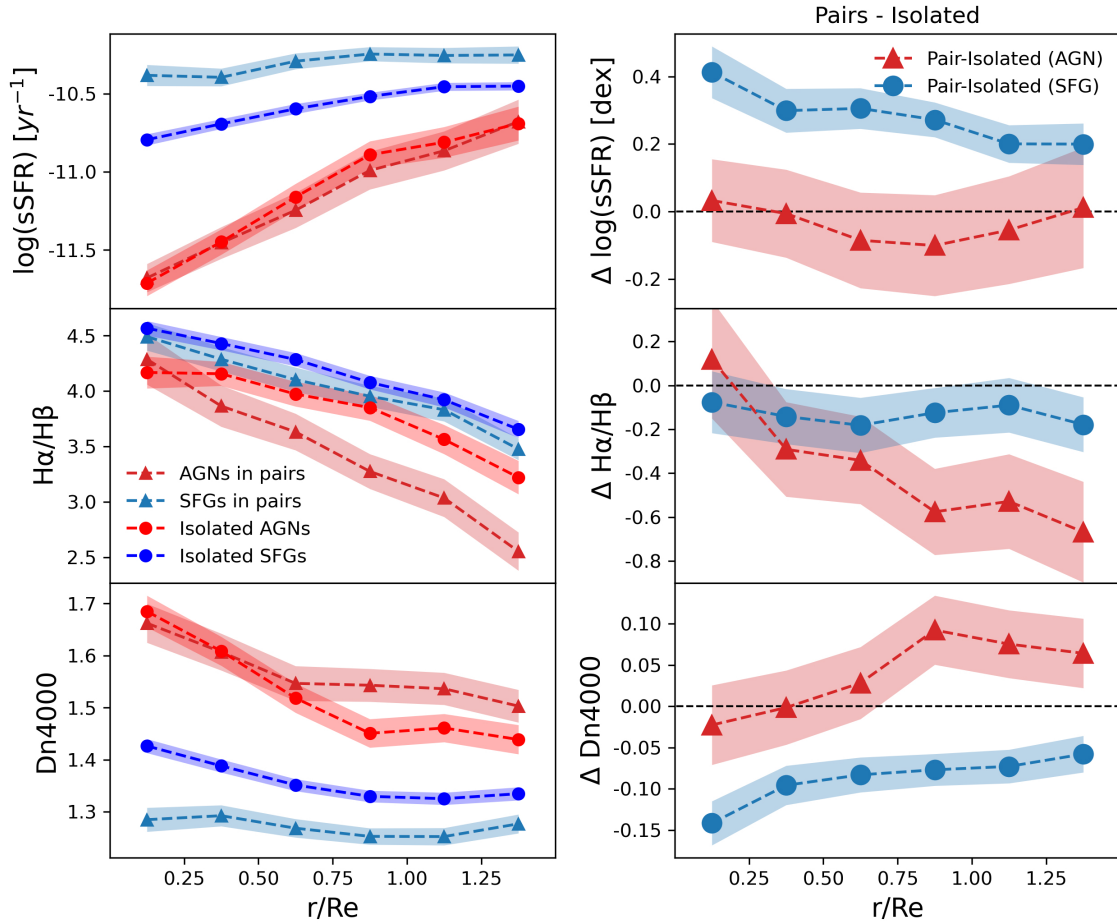 Pairs - Isolated
log(sSFR) [yr⁻¹]
-10.5
-11.0
-11.5
Δ log(sSFR) [dex]
0.4
0.2
0.0
-0.2
Pair-Isolated (AGN)
Pair-Isolated (SFG)
Hα/Hβ
4.5
4.0
3.5
3.0
2.5
AGNs in pairs
SFGs in pairs
Isolated AGNs
Isolated SFGs
Δ Hα/Hβ
0.2
0.0
-0.2
-0.4
-0.6
-0.8
Dn4000
1.7
1.6
1.5
1.4
1.3
0.25 0.50 0.75 1.00 1.25
r/Re
Δ Dn4000
0.10
0.05
0.00
-0.05
-0.10
-0.15
0.25 0.50 0.75 1.00 1.25
r/Re